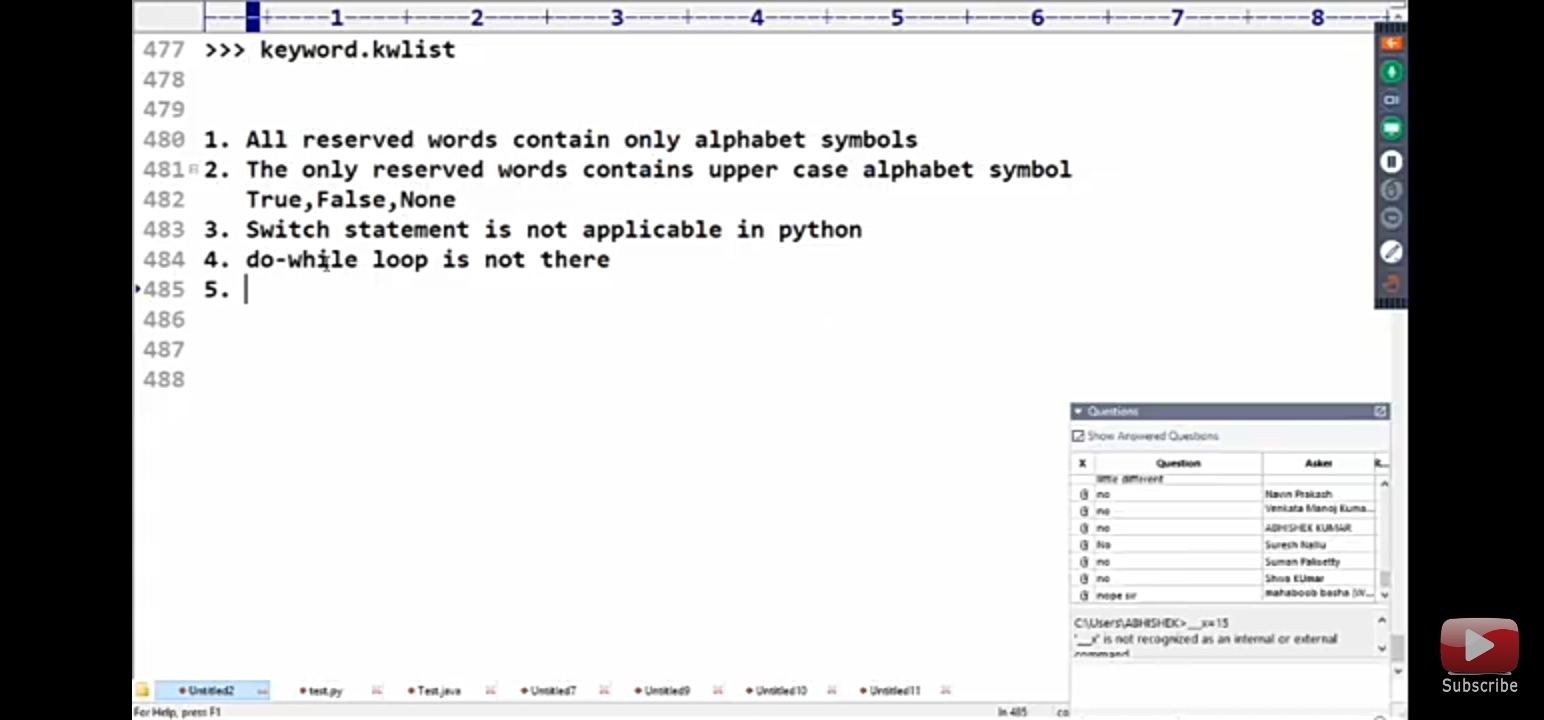 1 2 3 4 5 6 7 8
477 >>> keyword.kwlist
478
479
480 1. All reserved words contain only alphabet symbols
481 2. The only reserved words contains upper case alphabet symbol
482 True,False,None
483 3. Switch statement is not applicable in python
484 4. do-while loop is not there
485 5.
486
487
488
Questions
Show Answered Questions
X Question Asker R...
little different
no Navin Prakash
no Venkata Manoj Kuma...
no ABHISHEK KUMAR
No Suresh Nallu
no Suman Palisetty
no Shiva KUmar
nope sir mahaboob basha
C:\Users\ABHISHEK>__x=15
'__x' is not recognized as an internal or external
command
Untitled2 test.py Test.java Untitled7 Untitled9 Untitled10 Untitled11
For Help, press F1 ln 485 co
Subscribe